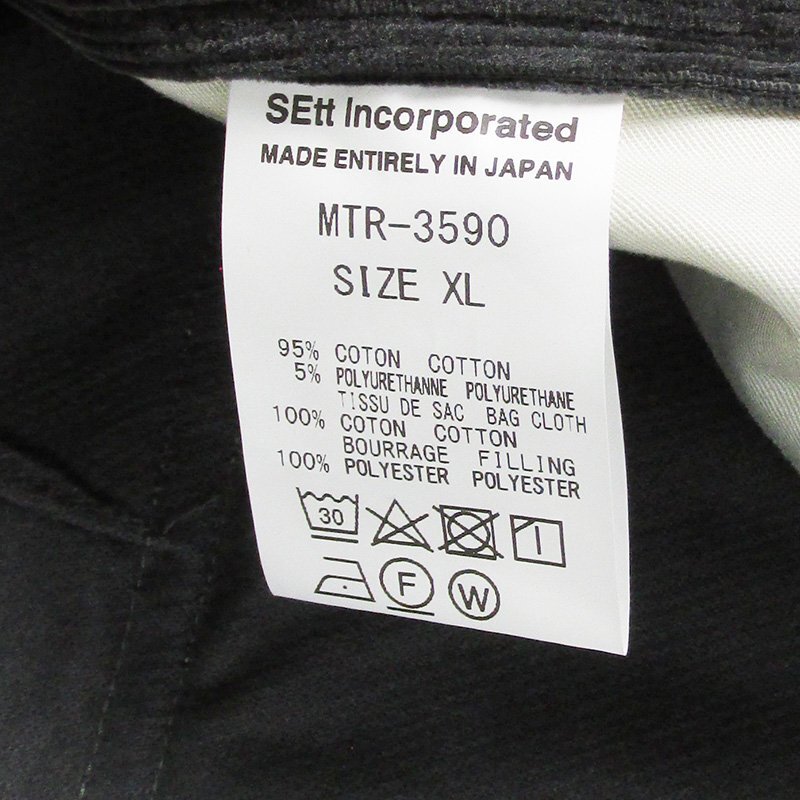 SEtt Incorporated
MADE ENTIRELY IN JAPAN
MTR-3590
SIZE XL
95% COTON COTTON
5% POLYURETHANNE POLYURETHANE
TISSU DE SAC BAG CLOTH
100% COTON COTTON
BOURRAGE FILLING
100% POLYESTER POLYESTER
30
F W